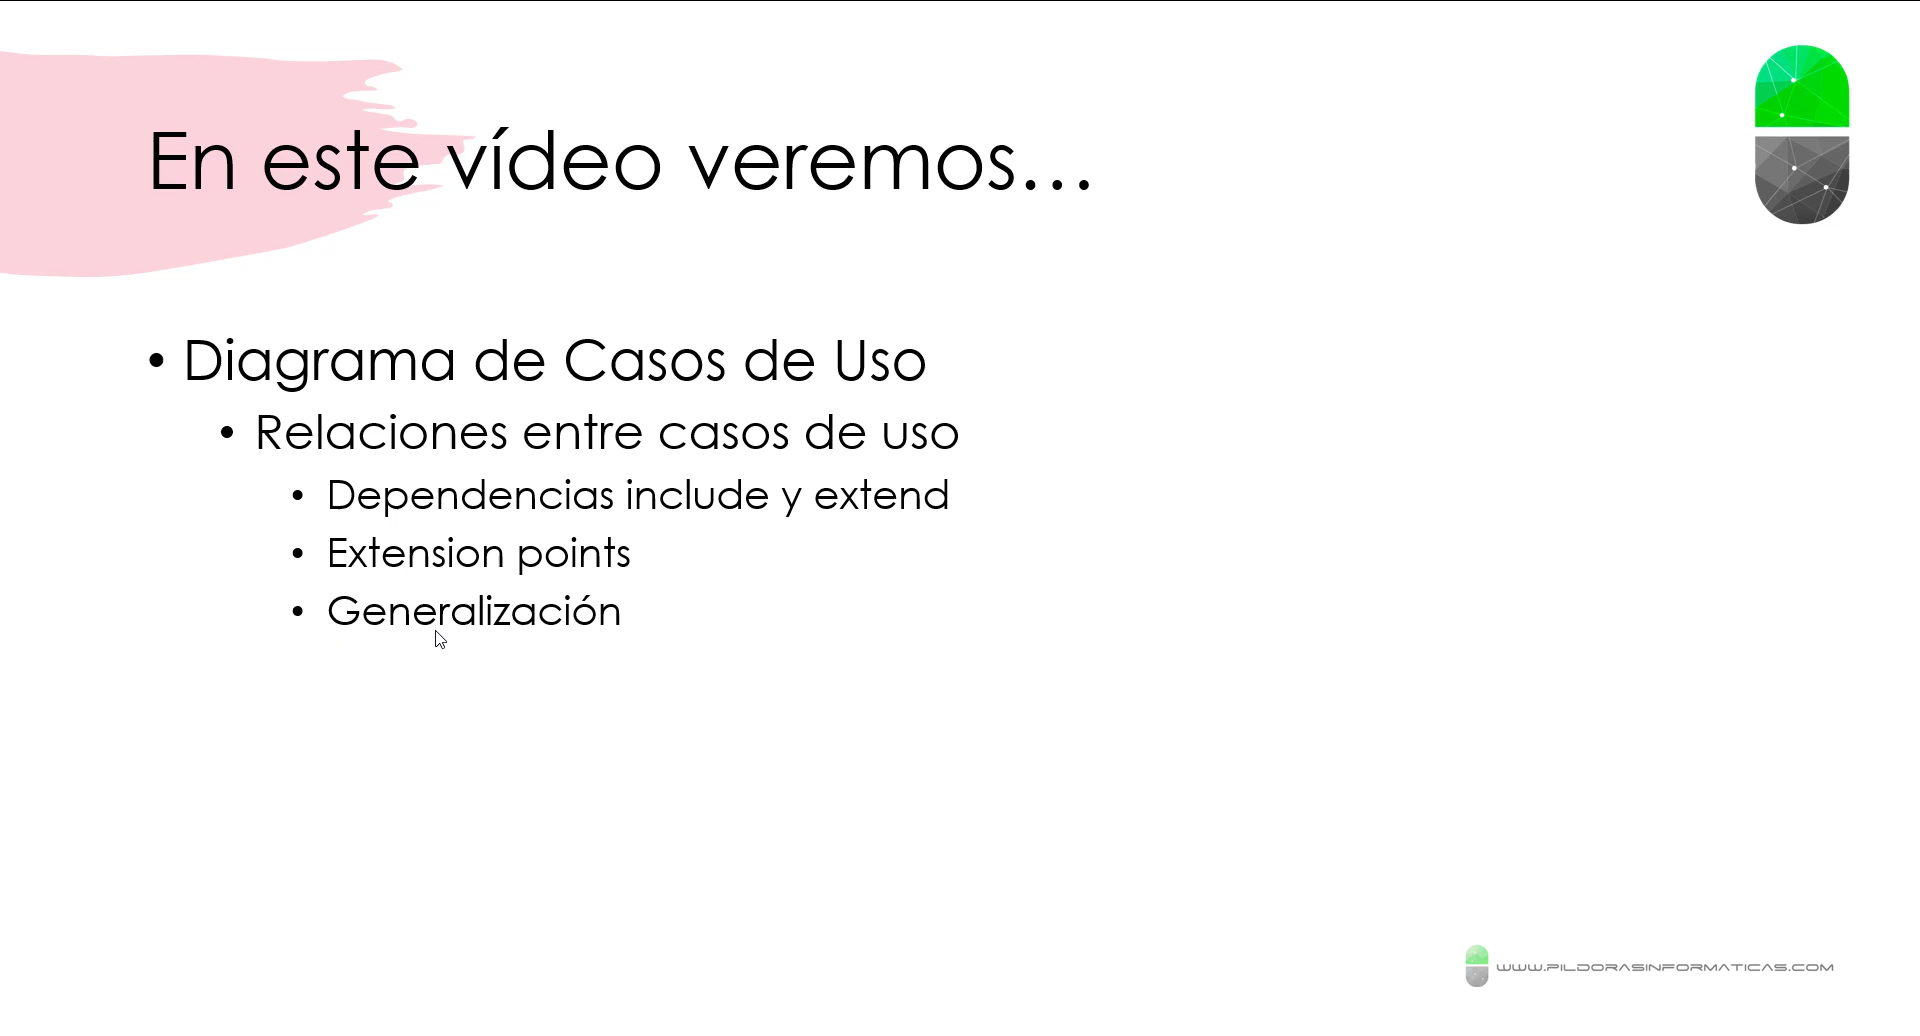 En este vídeo veremos...
• Diagrama de Casos de Uso
• Relaciones entre casos de uso
• Dependencias include y extend
• Extension points
• Generalización
WWW.PILDORASINFORMATICAS.COM